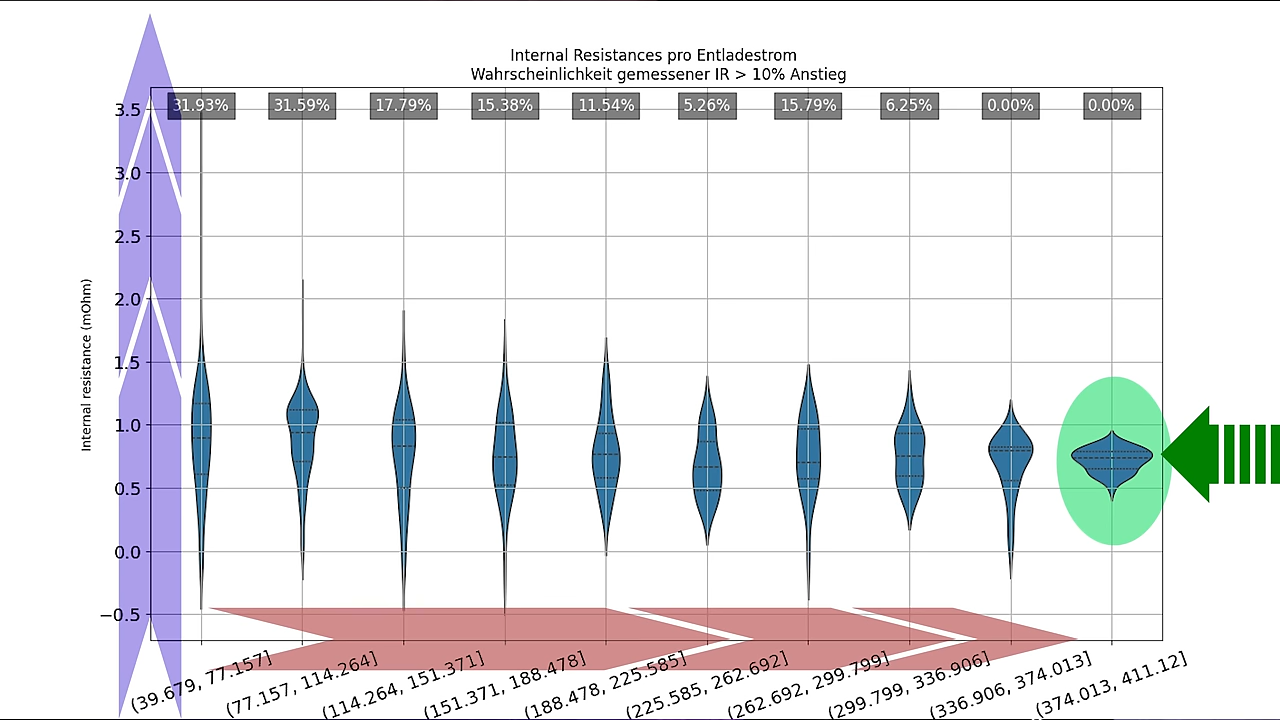 Internal Resistances pro Entladestrom
Wahrscheinlichkeit gemessener IR > 10% Anstieg
31.93% 31.59% 17.79% 15.38% 11.54% 5.26% 15.79% 6.25% 0.00% 0.00%
Internal resistance (mOhm)
3.5
3.0
2.5
2.0
1.5
1.0
0.5
0.0
−0.5
(39.679, 77.157] (77.157, 114.264] (114.264, 151.371] (151.371, 188.478] (188.478, 225.585] (225.585, 262.692] (262.692, 299.799] (299.799, 336.906] (336.906, 374.013] (374.013, 411.12]